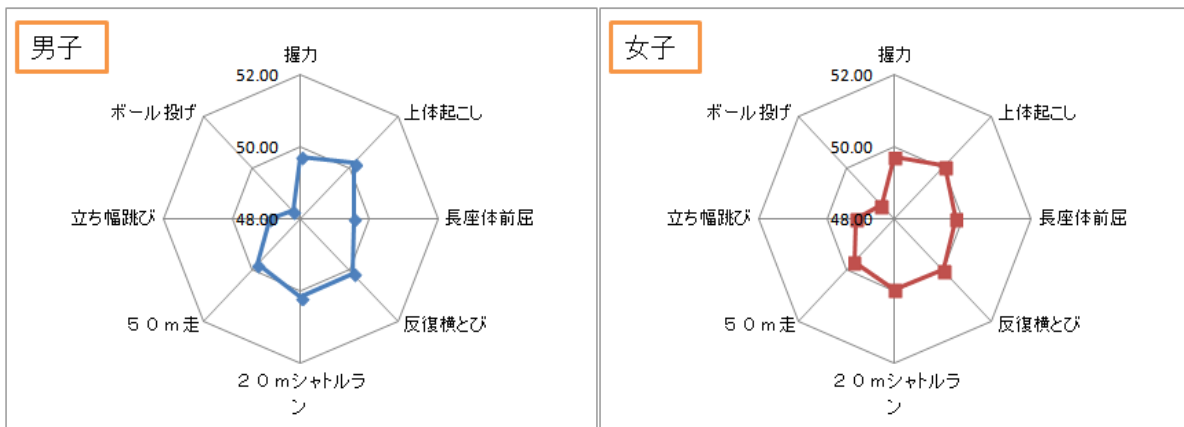 男子
握力
52.00
ボール投げ
上体起こし
50.00
立ち幅跳び
48.00
長座体前屈
５０ｍ走
反復横とび
２０ｍシャトルラ
ン
女子
握力
52.00
ボール投げ
上体起こし
50.00
立ち幅跳び
48.00
長座体前屈
５０ｍ走
反復横とび
２０ｍシャトルラ
ン